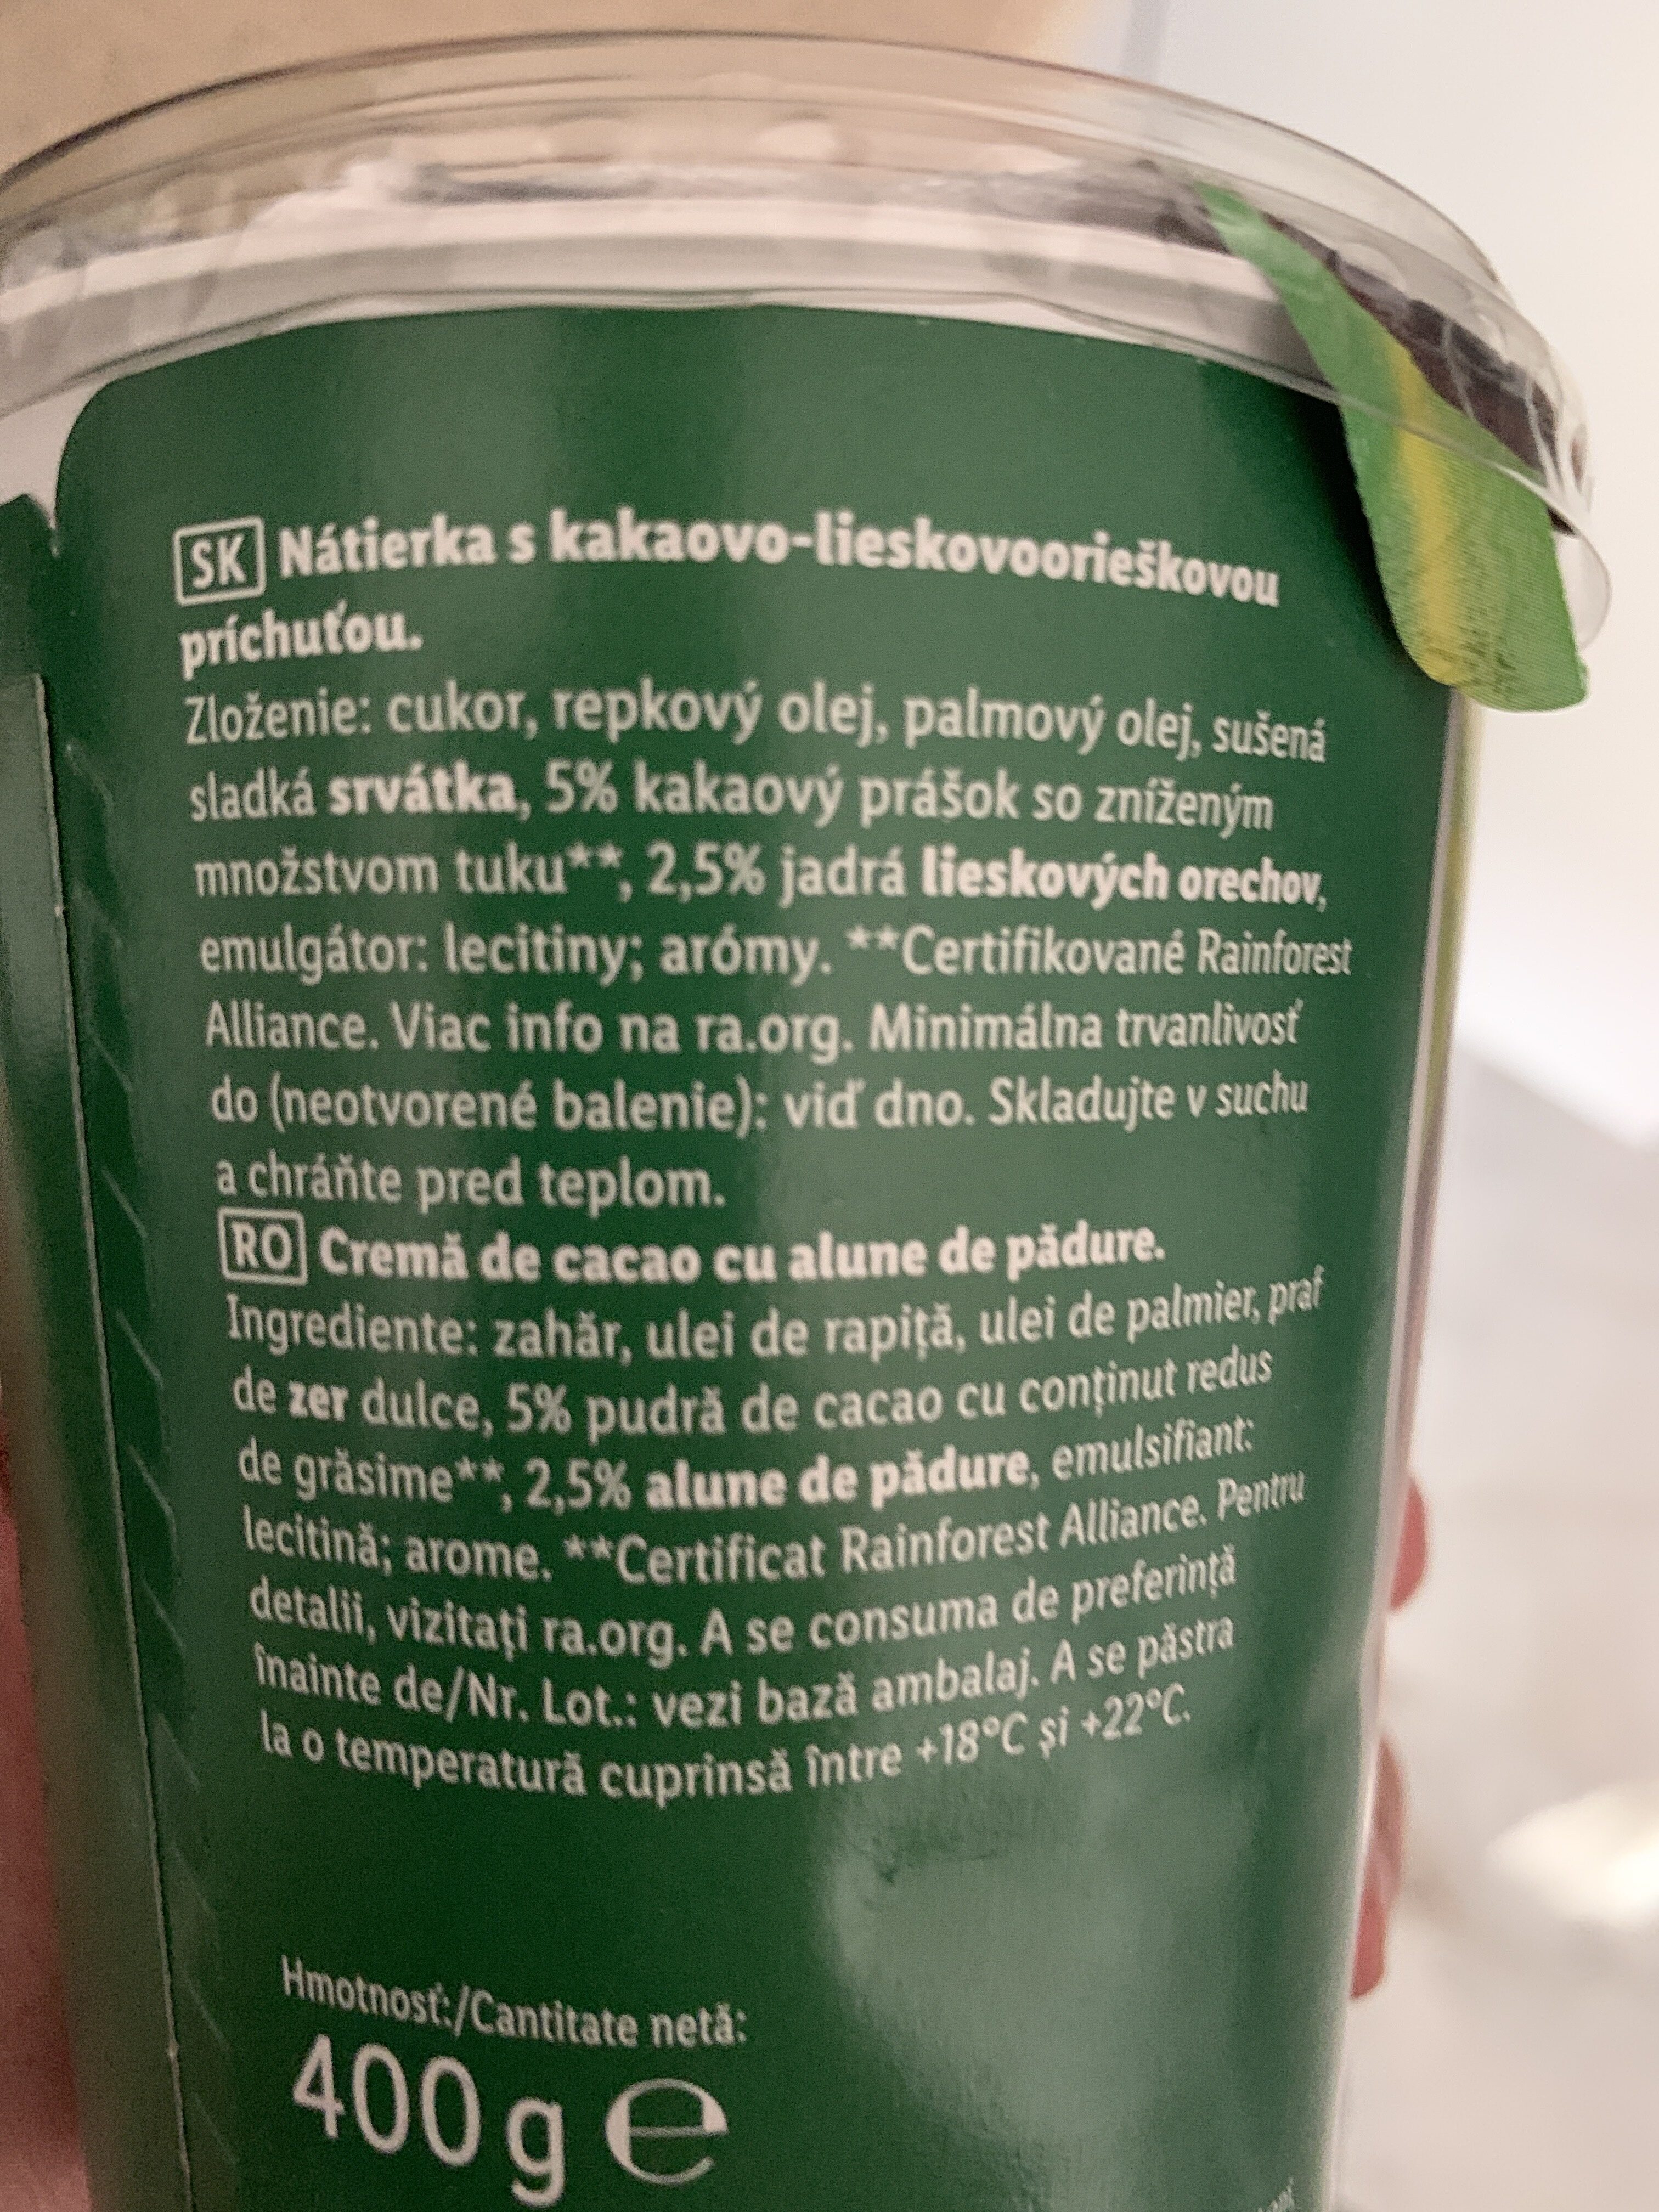 SK Nátierka s kakaovo-lieskovoorieškovou
príchuťou.
Zloženie: cukor, repkový olej, palmový olej, sušená
sladká srvátka, 5% kakaový prášok so zníženým
množstvom tuku**, 2,5% jadrá lieskových orechov,
emulgátor: lecitiny; arómy. **Certifikované Rainforest
Alliance. Viac info na ra.org. Minimálna trvanlivosť
do (neotvorené balenie): viď dno. Skladujte v suchu
a chráňte pred teplom.
RO Cremă de cacao cu alune de pădure.
Ingrediente: zahăr, ulei de rapiță, ulei de palmier, praf
de zer dulce, 5% pudră de cacao cu conținut redus
de grăsime**, 2,5% alune de pădure, emulsifiant:
lecitină; arome. **Certificat Rainforest Alliance. Pentru
detalii, vizitați ra.org. A se consuma de preferință
înainte de/Nr. Lot.: vezi bază ambalaj. A se păstra
la o temperatură cuprinsă între +18°C și +22°C.
Hmotnosť:/Cantitate netă:
400 g e